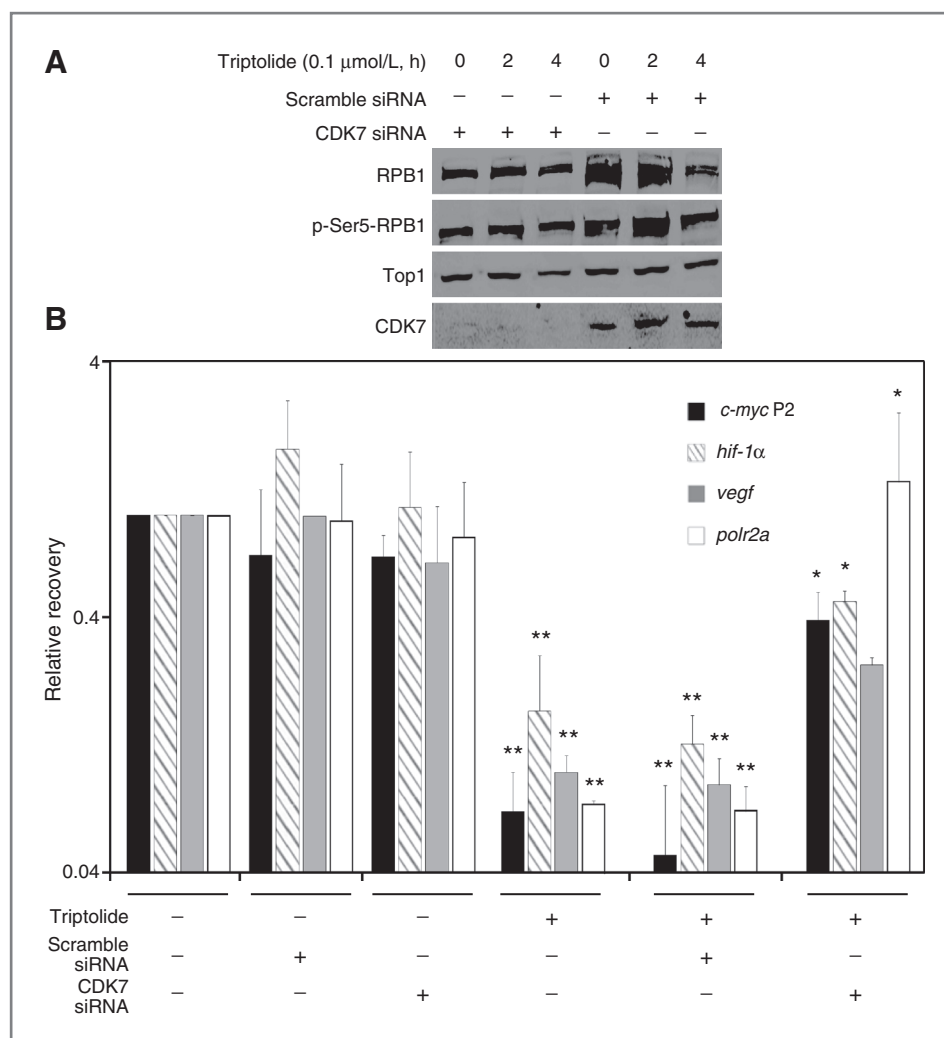 A
Triptolide (0.1 μmol/L, h) 0 2 4 0 2 4
Scramble siRNA – – – + + +
CDK7 siRNA + + + – – –
RPB1
p-Ser5-RPB1
Top1
CDK7
B
4
0.4
0.04
Relative recovery
c-myc P2
hif-1α
vegf
polr2a
** ** ** **
** ** ** **
* * *
Triptolide – – – + + +
Scramble
siRNA – + – – + –
CDK7
siRNA – – + – – +